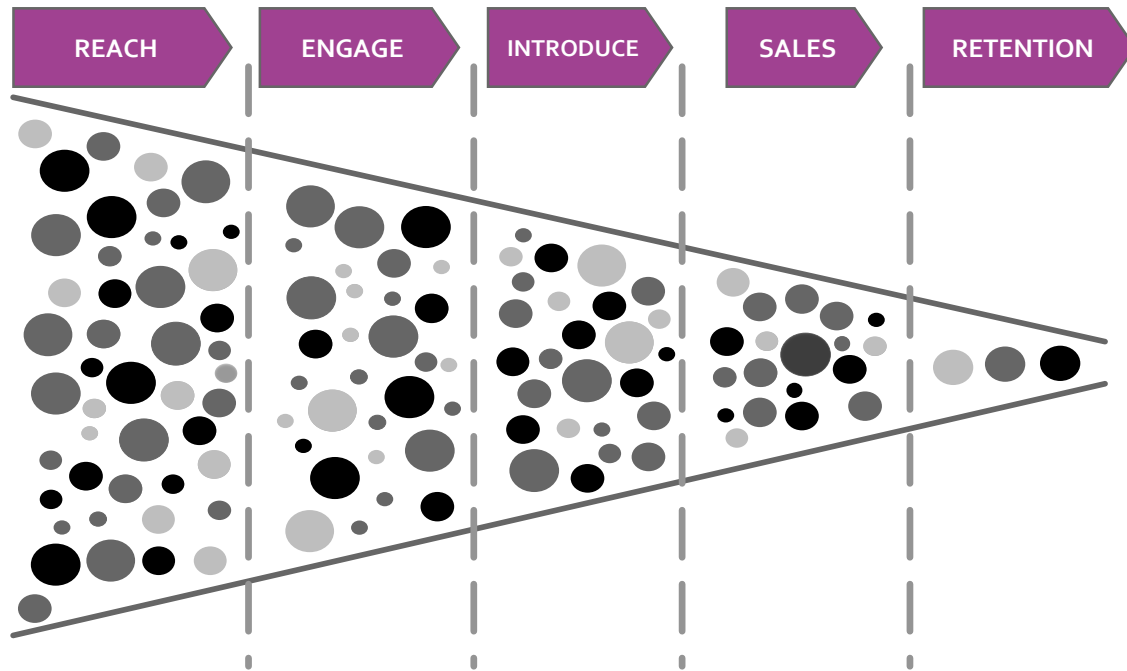 REACH
ENGAGE
INTRODUCE
SALES
RETENTION